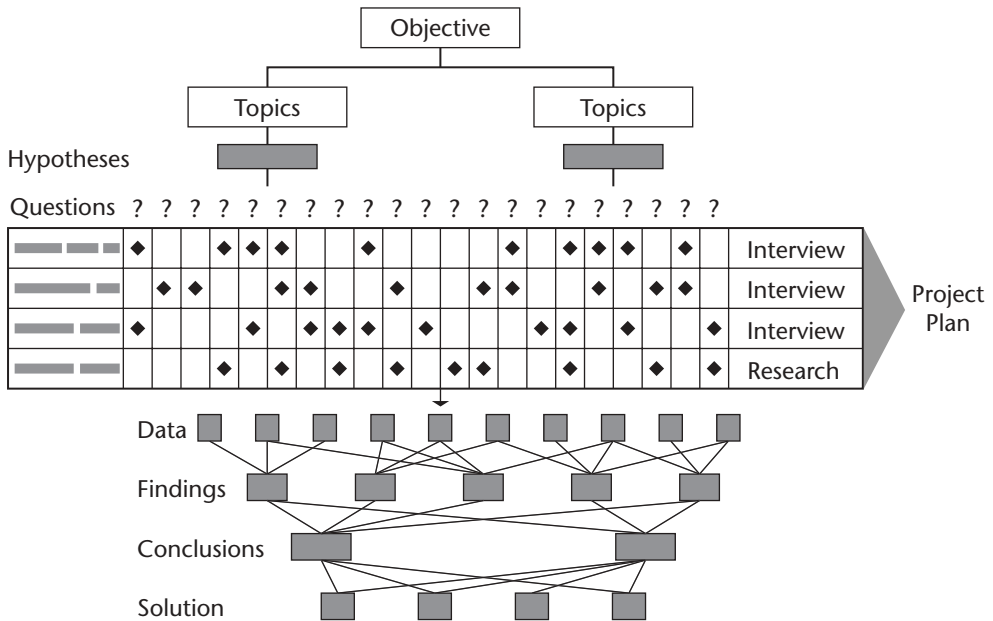 Objective
Topics Topics
Hypotheses
Questions ? ? ? ? ? ? ? ? ? ? ? ? ? ? ? ? ? ? ? ? ?
Interview
Interview
Interview
Research
Project
Plan
Data
Findings
Conclusions
Solution